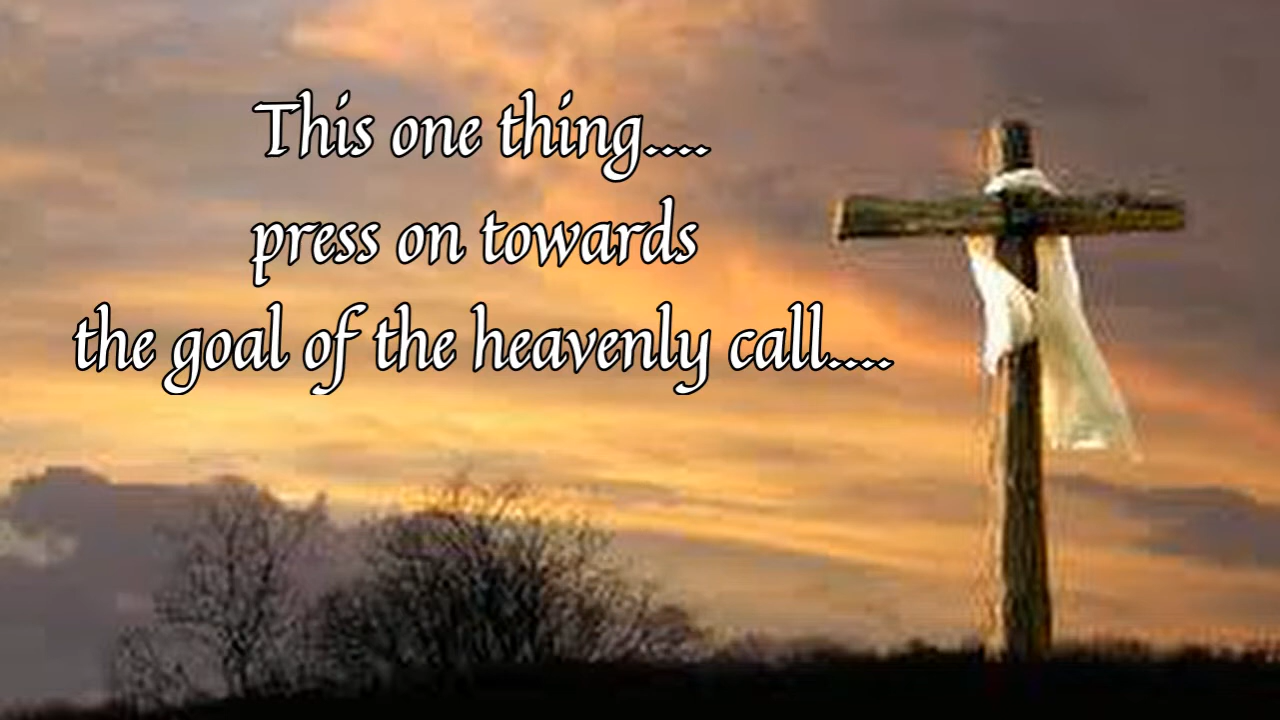 This one thing....
press on towards
the goal of the heavenly call....